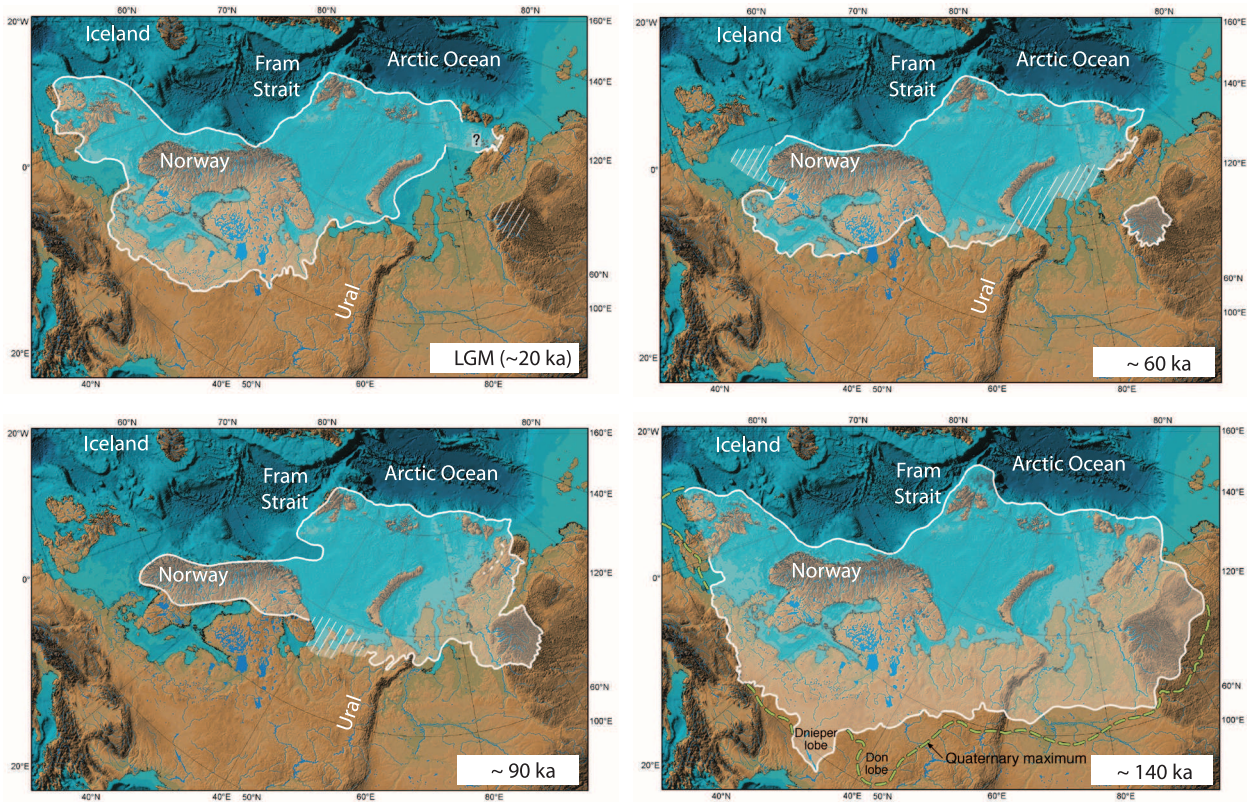 60°N 70°N 80°N
20°W Iceland 160°E
Fram Strait Arctic Ocean
140°E
?
Norway
0° 120°E
Ural
60°N
100°E
20°E LGM (~20 ka)
40°N 40°E 50°N 60°E 80°E
60°N 70°N 80°N
20°W Iceland 160°E
Fram Strait Arctic Ocean
140°E
Norway
0° 120°E
Ural
60°N
100°E
20°E ~ 60 ka
40°N 40°E 50°N 60°E 80°E
60°N 70°N 80°N
20°W Iceland 160°E
Fram Strait Arctic Ocean
140°E
Norway
0° 120°E
Ural
60°N
100°E
20°E ~ 90 ka
40°N 40°E 50°N 60°E 80°E
60°N 70°N 80°N
20°W Iceland 160°E
Fram Strait Arctic Ocean
140°E
Norway
0° 120°E
60°N
100°E
Dnieper lobe
Don lobe
Quaternary maximum
20°E ~ 140 ka
40°N 40°E 50°N 60°E 80°E